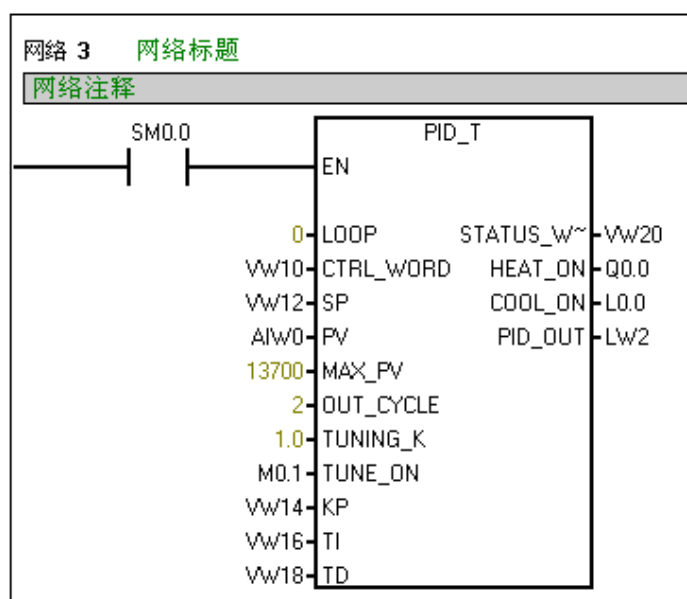 网络 3 网络标题
网络注释
SM0.0
PID_T
EN
0 LOOP STATUS_W~ VW20
VW10 CTRL_WORD HEAT_ON Q0.0
VW12 SP COOL_ON L0.0
AIW0 PV PID_OUT LW2
13700 MAX_PV
2 OUT_CYCLE
1.0 TUNING_K
M0.1 TUNE_ON
VW14 KP
VW16 TI
VW18 TD